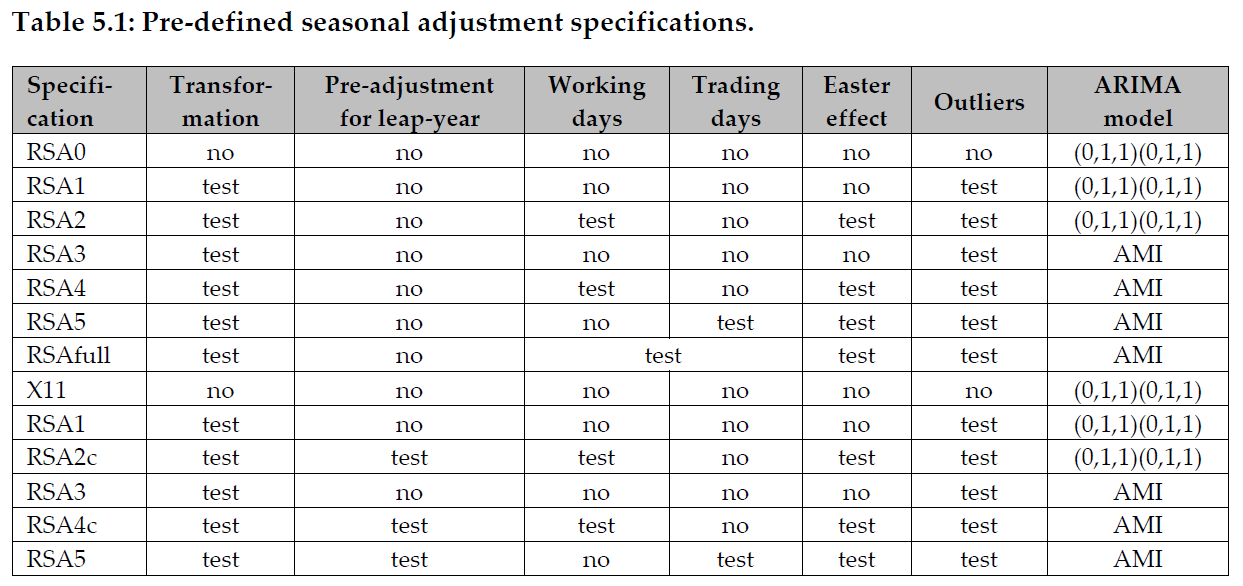 Table 5.1: Pre-defined seasonal adjustment specifications.
Specifi-cation Transfor-mation Pre-adjustment for leap-year Working days Trading days Easter effect Outliers ARIMA model
RSA0 no no no no no no (0,1,1)(0,1,1)
RSA1 test no no no no test (0,1,1)(0,1,1)
RSA2 test no test no test test (0,1,1)(0,1,1)
RSA3 test no no no no test AMI
RSA4 test no test no test test AMI
RSA5 test no no test test test AMI
RSAfull test no test test test AMI
X11 no no no no no no (0,1,1)(0,1,1)
RSA1 test no no no no test (0,1,1)(0,1,1)
RSA2c test test test no test test (0,1,1)(0,1,1)
RSA3 test no no no no test AMI
RSA4c test test test no test test AMI
RSA5 test test no test test test AMI